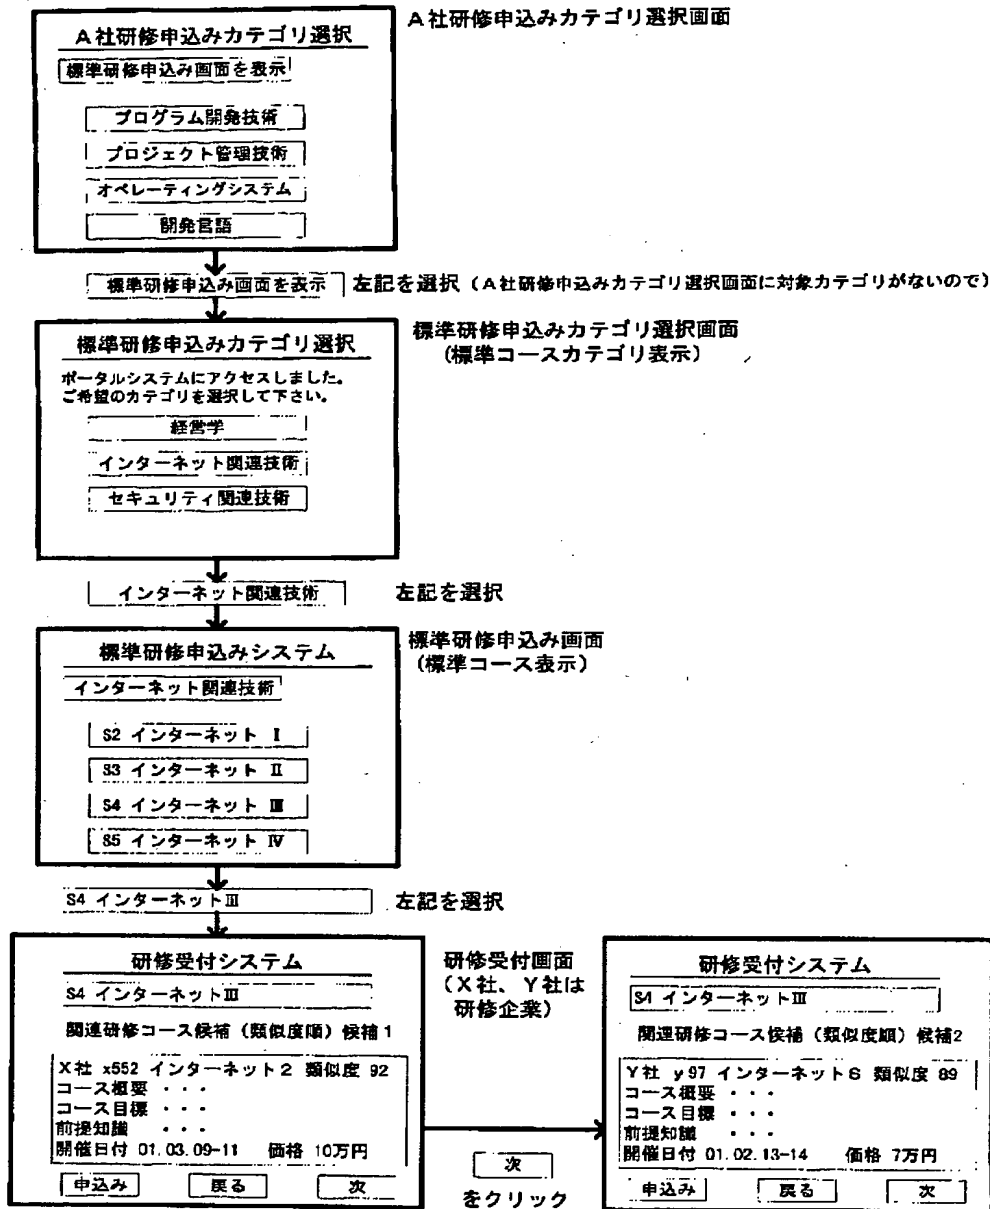 A社研修申込みカテゴリ選択画面
A社研修申込みカテゴリ選択
標準研修申込み画面を表示
プログラム開発技術
プロジェクト管理技術
オペレーティングシステム
開発言語
標準研修申込み画面を表示 左記を選択（A社研修申込みカテゴリ選択画面に対象カテゴリがないので）
標準研修申込みカテゴリ選択画面
（標準コースカテゴリ表示）
標準研修申込みカテゴリ選択
ポータルシステムにアクセスしました。
ご希望のカテゴリを選択して下さい。
経営学
インターネット関連技術
セキュリティ関連技術
インターネット関連技術 左記を選択
標準研修申込み画面
（標準コース表示）
標準研修申込みシステム
インターネット関連技術
S2 インターネット Ⅰ
S3 インターネット Ⅱ
S4 インターネット Ⅲ
S5 インターネット Ⅳ
S4 インターネットⅢ 左記を選択
研修受付システム
S4 インターネットⅢ
関連研修コース候補（類似度順）候補1
X社 x552 インターネット2 類似度 92
コース概要 ・・・
コース目標 ・・・
前提知識 ・・・
開催日付 01.03.09-11 価格 10万円
申込み 戻る 次
研修受付画面
（X社、Y社は
研修企業）
次
をクリック
研修受付システム
S4 インターネットⅢ
関連研修コース候補（類似度順）候補2
Y社 y97 インターネット6 類似度 89
コース概要 ・・・
コース目標 ・・・
前提知識 ・・・
開催日付 01.02.13-14 価格 7万円
申込み 戻る 次